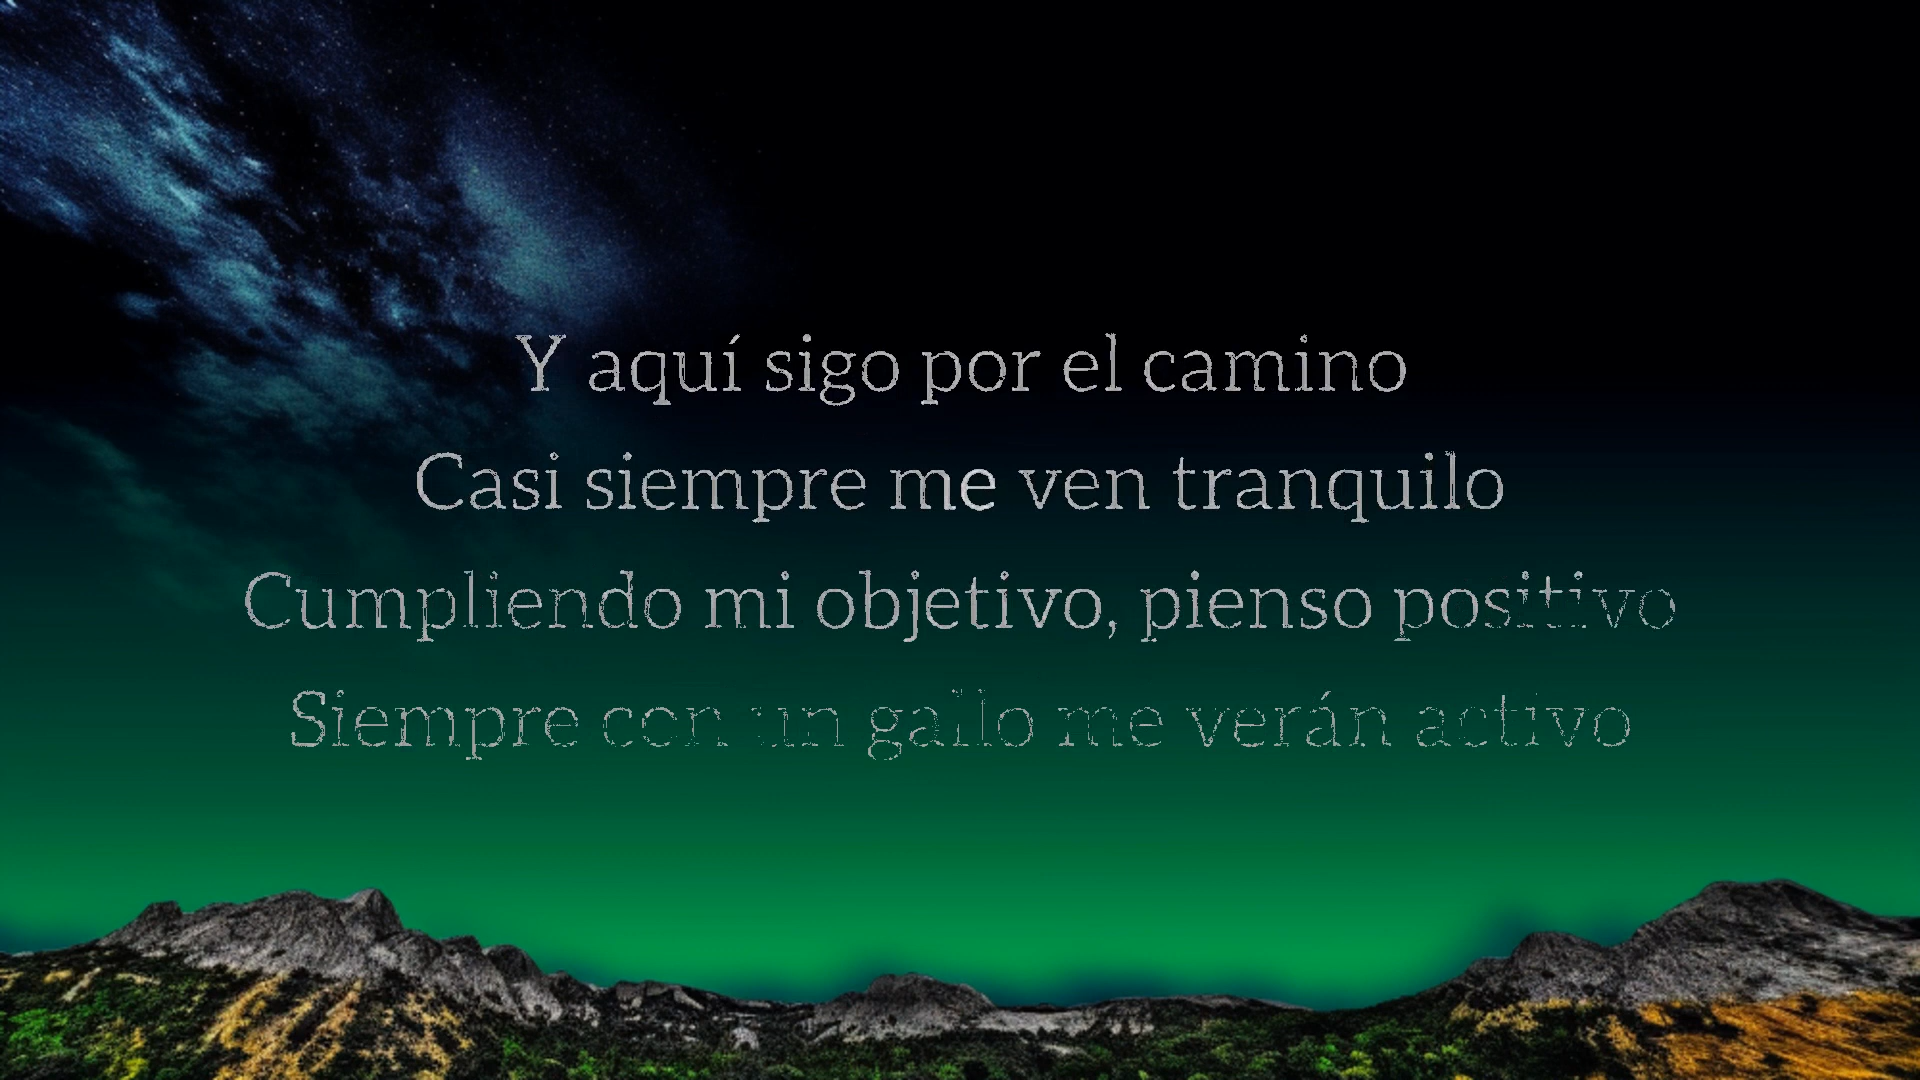 Y aquí sigo por el camino
Casi siempre me ven tranquilo
Cumpliendo mi objetivo, pienso positivo
Siempre con un gallo me verán activo